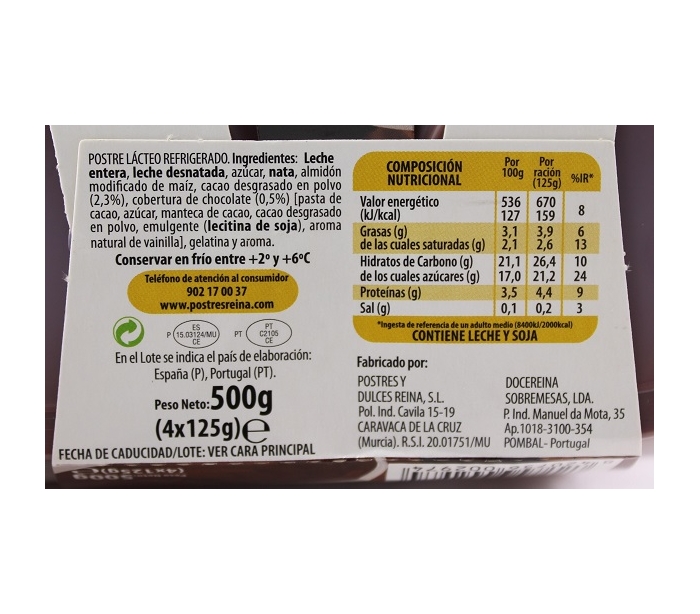 POSTRE LÁCTEO REFRIGERADO. Ingredientes: Leche
entera, leche desnatada, azúcar, nata, almidón
modificado de maíz, cacao desgrasado en polvo
(2,3%), cobertura de chocolate (0,5%) [pasta de
cacao, azúcar, manteca de cacao, cacao desgrasado
en polvo, emulgente (lecitina de soja), aroma
natural de vainilla], gelatina y aroma.
Conservar en frío entre +2º y +6ºC
Teléfono de atención al consumidor
902 17 00 37
www.postresreina.com
P
ES
15.03124/MU
CE
PT
PT
C2105
CE
En el Lote se indica el país de elaboración:
España (P), Portugal (PT).
Peso Neto: 500g
(4x125g) e
FECHA DE CADUCIDAD/LOTE: VER CARA PRINCIPAL
COMPOSICIÓN NUTRICIONAL Por 100g Por ración (125g) %IR*
Valor energético 536 670
(kJ/kcal) 127 159 8
Grasas (g) 3,1 3,9 6
de las cuales saturadas (g) 2,1 2,6 13
Hidratos de Carbono (g) 21,1 26,4 10
de los cuales azúcares (g) 17,0 21,2 24
Proteínas (g) 3,5 4,4 9
Sal (g) 0,1 0,2 3
*Ingesta de referencia de un adulto medio (8400kJ/2000kcal)
CONTIENE LECHE Y SOJA
Fabricado por:
POSTRES Y
DULCES REINA, S.L.
Pol. Ind. Cavila 15-19
CARAVACA DE LA CRUZ
(Murcia). R.S.I. 20.01751/MU
DOCEREINA
SOBREMESAS, LDA.
P. Ind. Manuel da Mota, 35
Ap.1018-3100-354
POMBAL- Portugal
(4x125g) e
500g